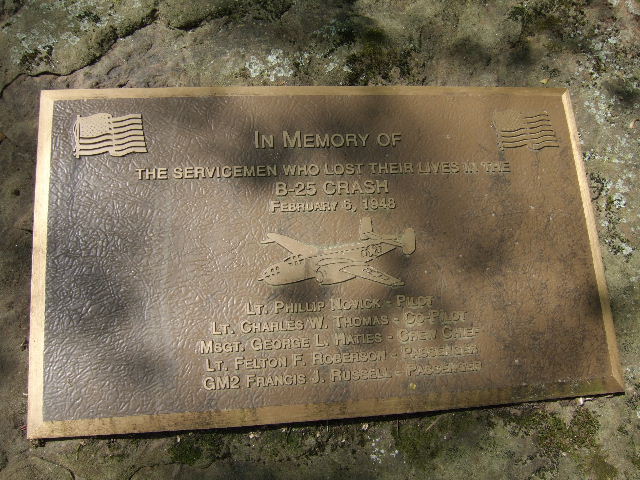 IN MEMORY OF
THE SERVICEMEN WHO LOST THEIR LIVES IN THE
B-25 CRASH
FEBRUARY 6, 1948
LT. PHILLIP NOVICK - PILOT
LT. CHARLES W. THOMAS - CO-PILOT
MSGT. GEORGE L. HATIES - CREW CHIEF
LT. FELTON F. ROBERSON - PASSENGER
GM2 FRANCIS J. RUSSELL - PASSENGER